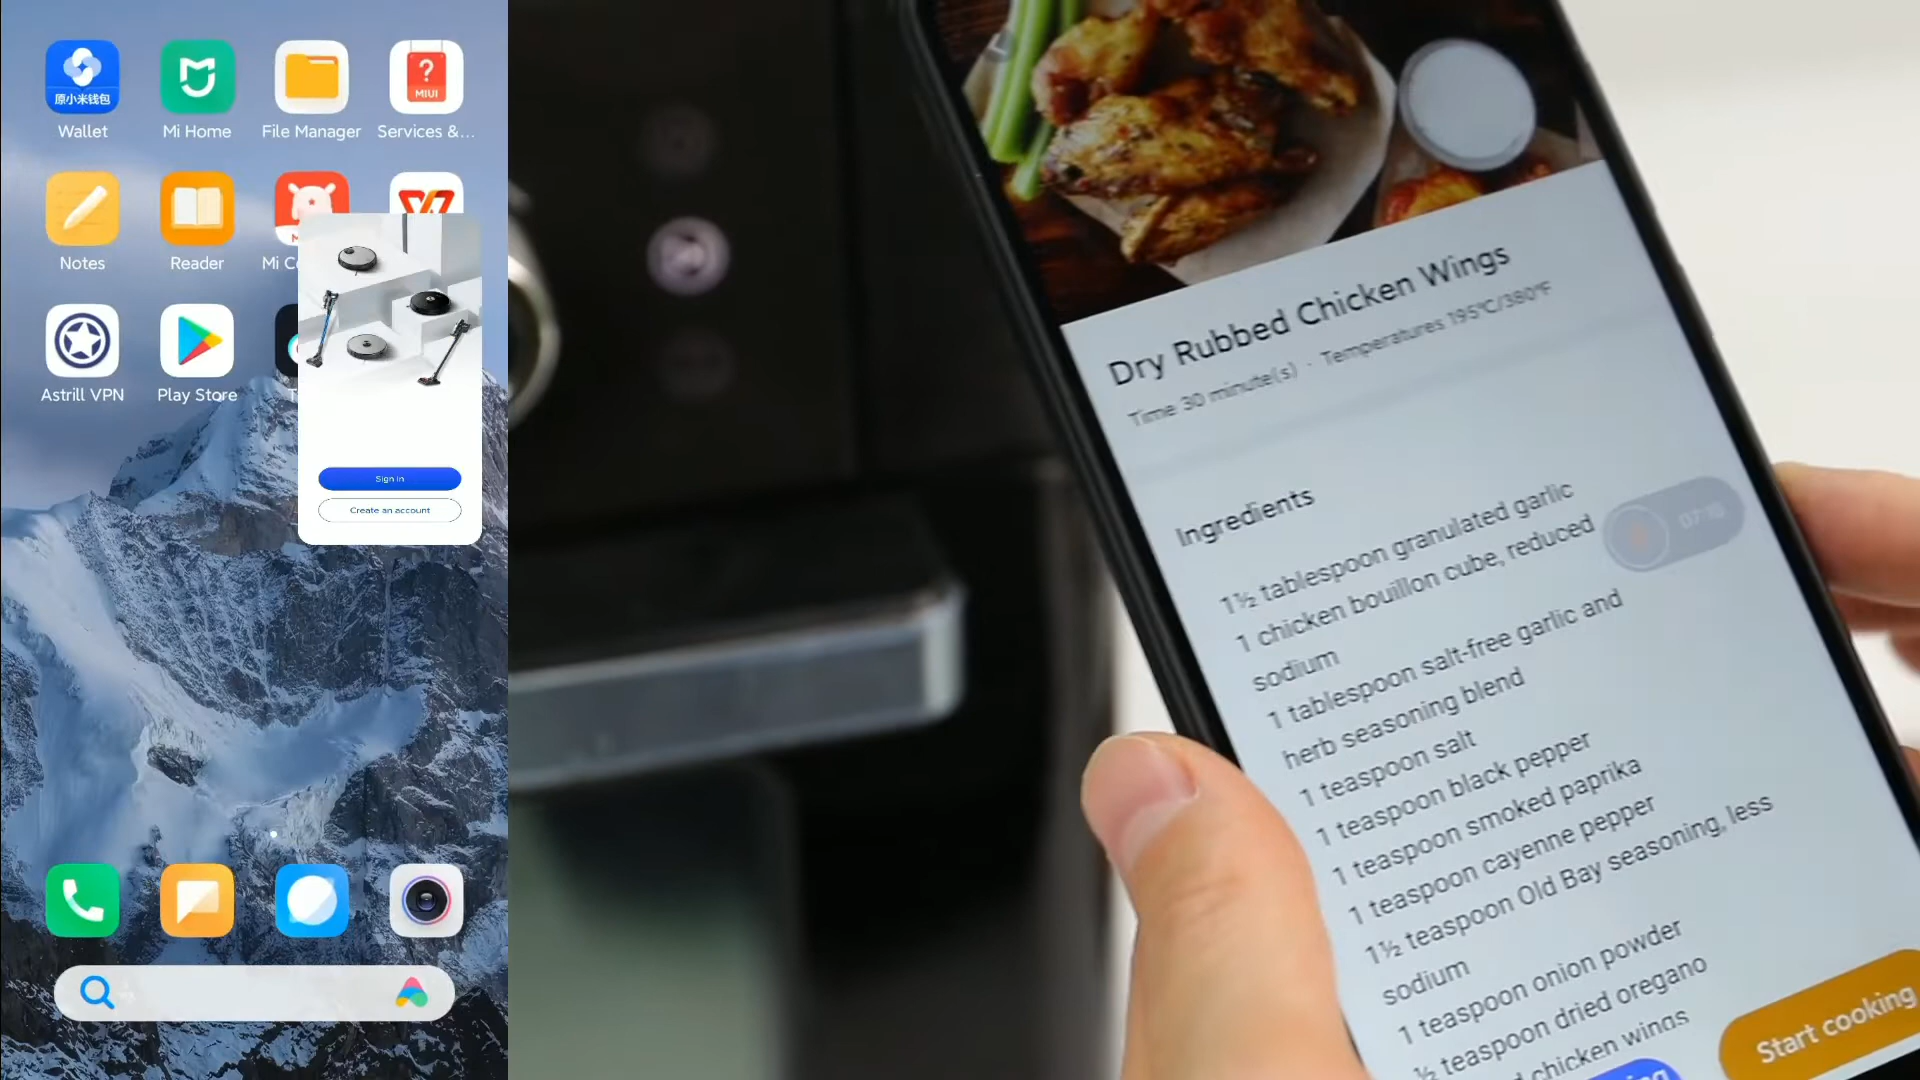 原小米钱包
?
MIUI
Wallet
Mi Home
File Manager
Services &...
Notes
Reader
Astrill VPN
Play Store
Sign in
Create an account
Dry Rubbed Chicken Wings
Time 30 minute(s) · Temperatures 195°C/380°F
Ingredients
1½ tablespoon granulated garlic
1 chicken bouillon cube, reduced
sodium
1 tablespoon salt-free garlic and
herb seasoning blend
1 teaspoon salt
1 teaspoon black pepper
1 teaspoon smoked paprika
1 teaspoon cayenne pepper
1½ teaspoon Old Bay seasoning, less
sodium
1 teaspoon onion powder
½ teaspoon dried oregano
chicken wings
Start cooking